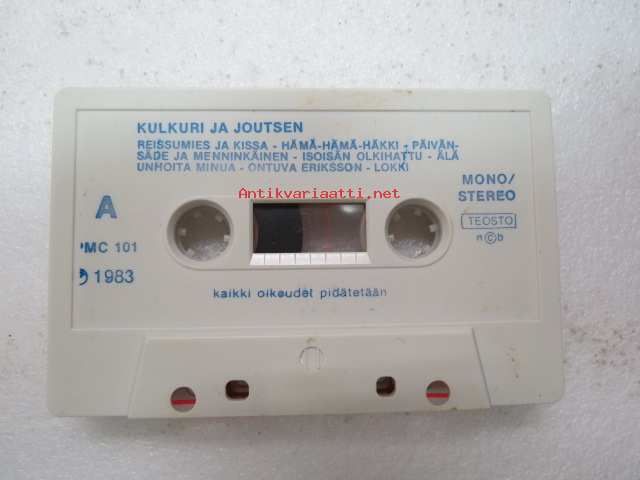 KULKURI JA JOUTSEN
REISSUMIES JA KISSA - HÄMÄ-HÄMÄ-HÄKKI - PÄIVÄN-
SÄDE JA MENNINKÄINEN - ISOISÄN OLKIHATTU - ÄLÄ
UNHOITA MINUA - ONTUVA ERIKSSON - LOKKI
Antikvariaatti.net
MONO/
STEREO
A
TEOSTO
n©b
MC 101
1983
kaikki oikeudet pidätetään